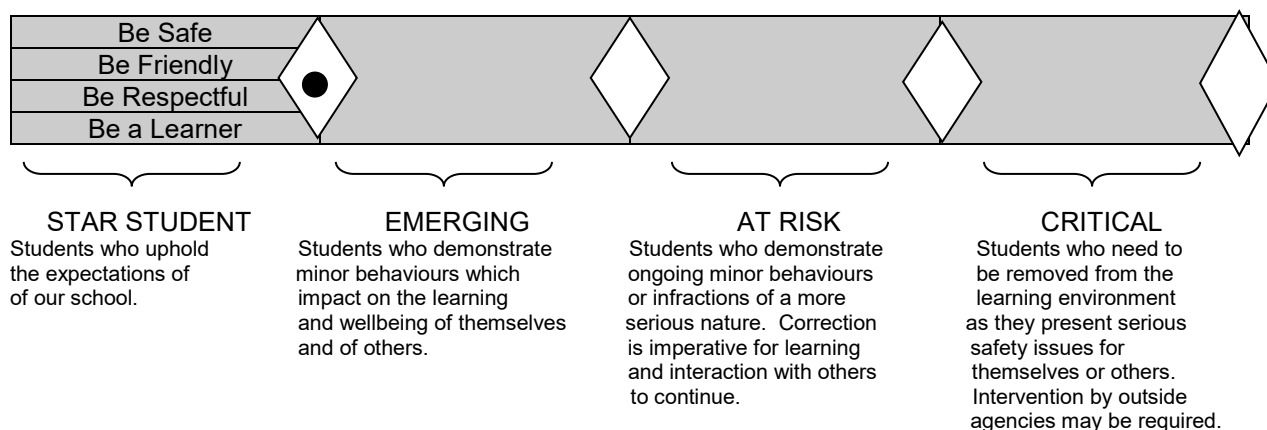 Be Safe
Be Friendly
Be Respectful
Be a Learner
STAR STUDENT
Students who uphold
the expectations of
of our school.
EMERGING
Students who demonstrate
minor behaviours which
impact on the learning
and wellbeing of themselves
and of others.
AT RISK
Students who demonstrate
ongoing minor behaviours
or infractions of a more
serious nature.  Correction
is imperative for learning
and interaction with others
to continue.
CRITICAL
Students who need to
be removed from the
learning environment
as they present serious
safety issues for
themselves or others.
Intervention by outside
agencies may be required.